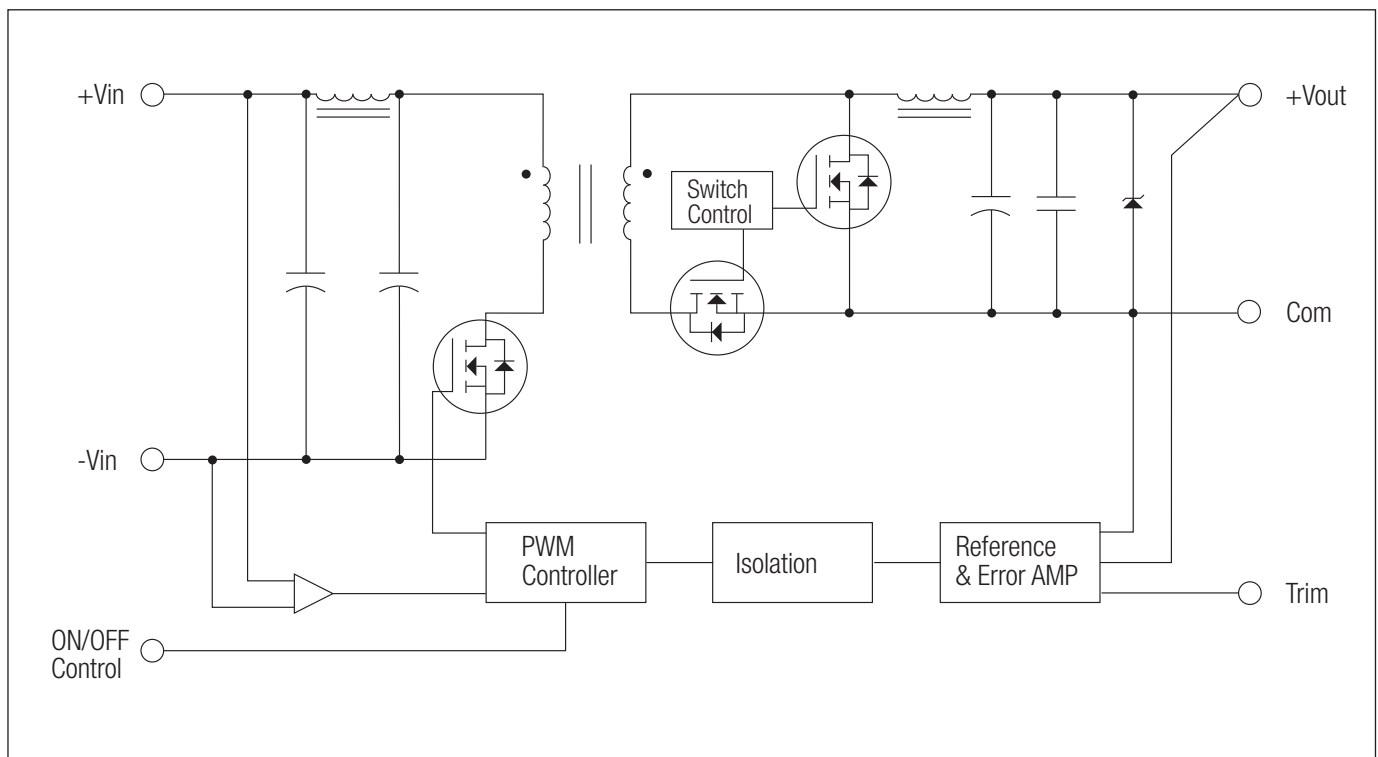 +Vin
+Vout
Switch
Control
Com
-Vin
PWM
Controller
Isolation
Reference
& Error AMP
Trim
ON/OFF
Control